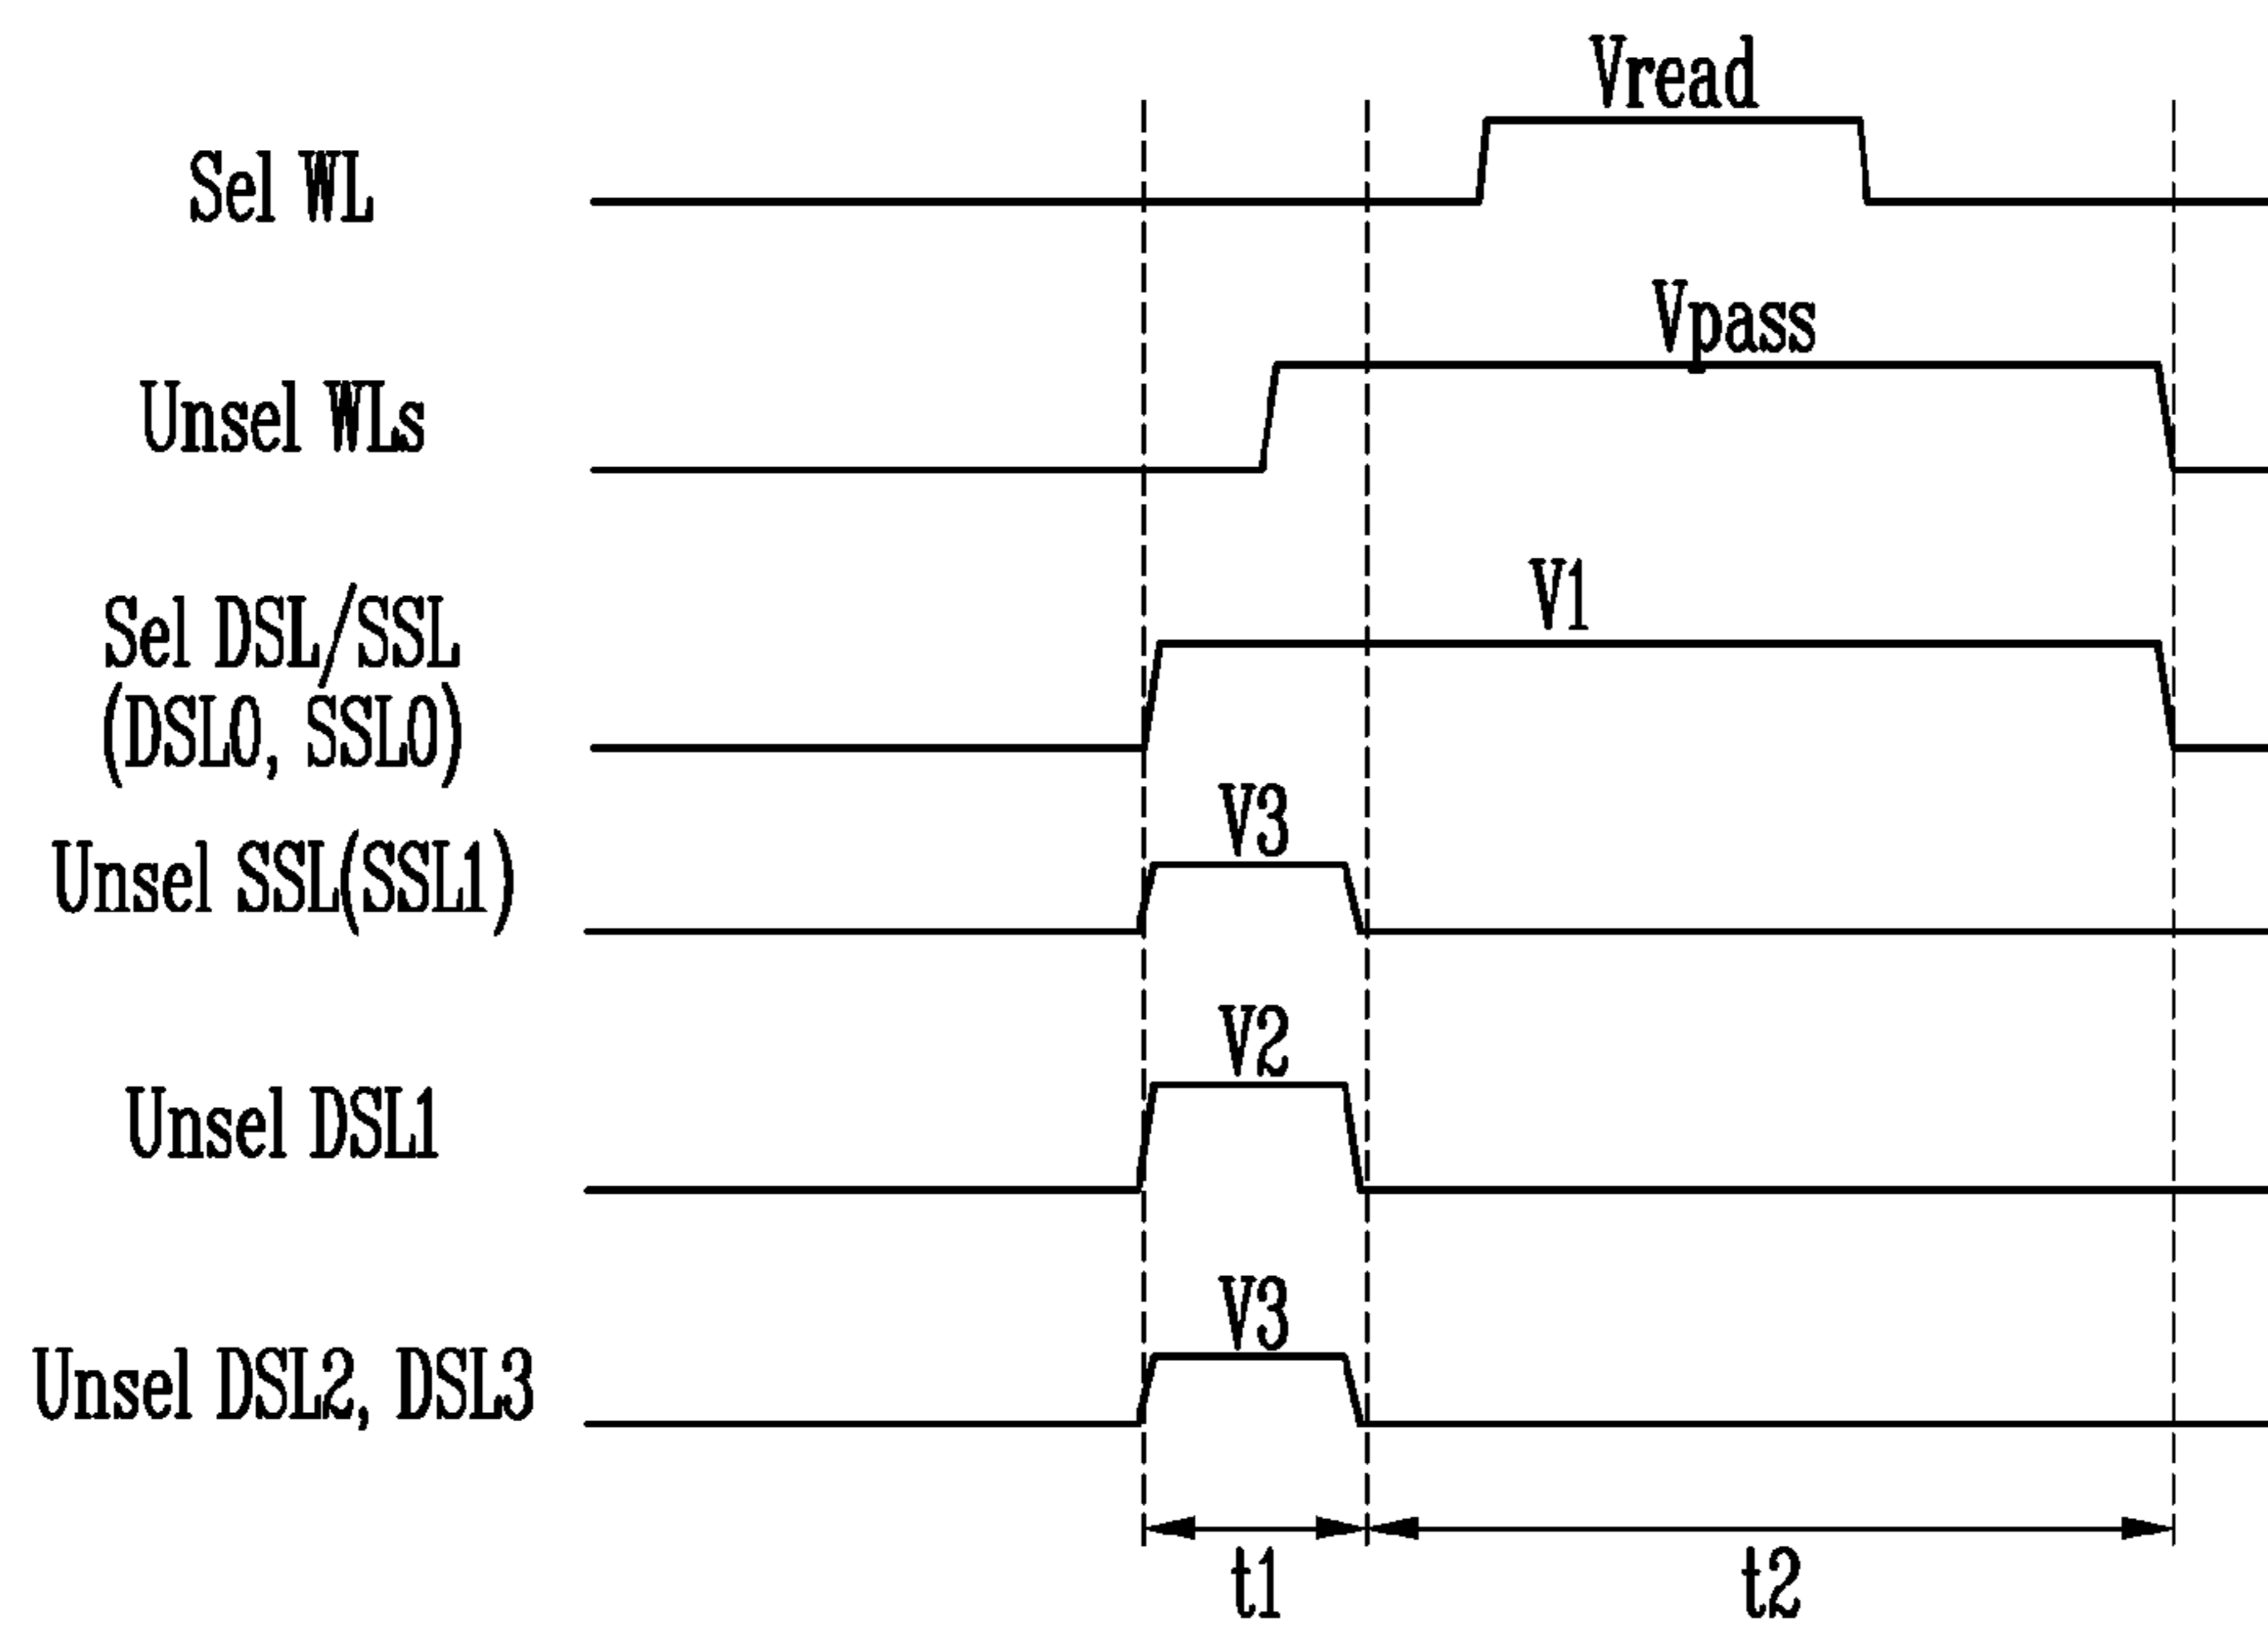 Vread
Sel WL
Vpass
Unsel WLs
V1
Sel DSL/SSL
(DSL0, SSL0)
V3
Unsel SSL(SSL1)
V2
Unsel DSL1
V3
Unsel DSL2, DSL3
t1 t2